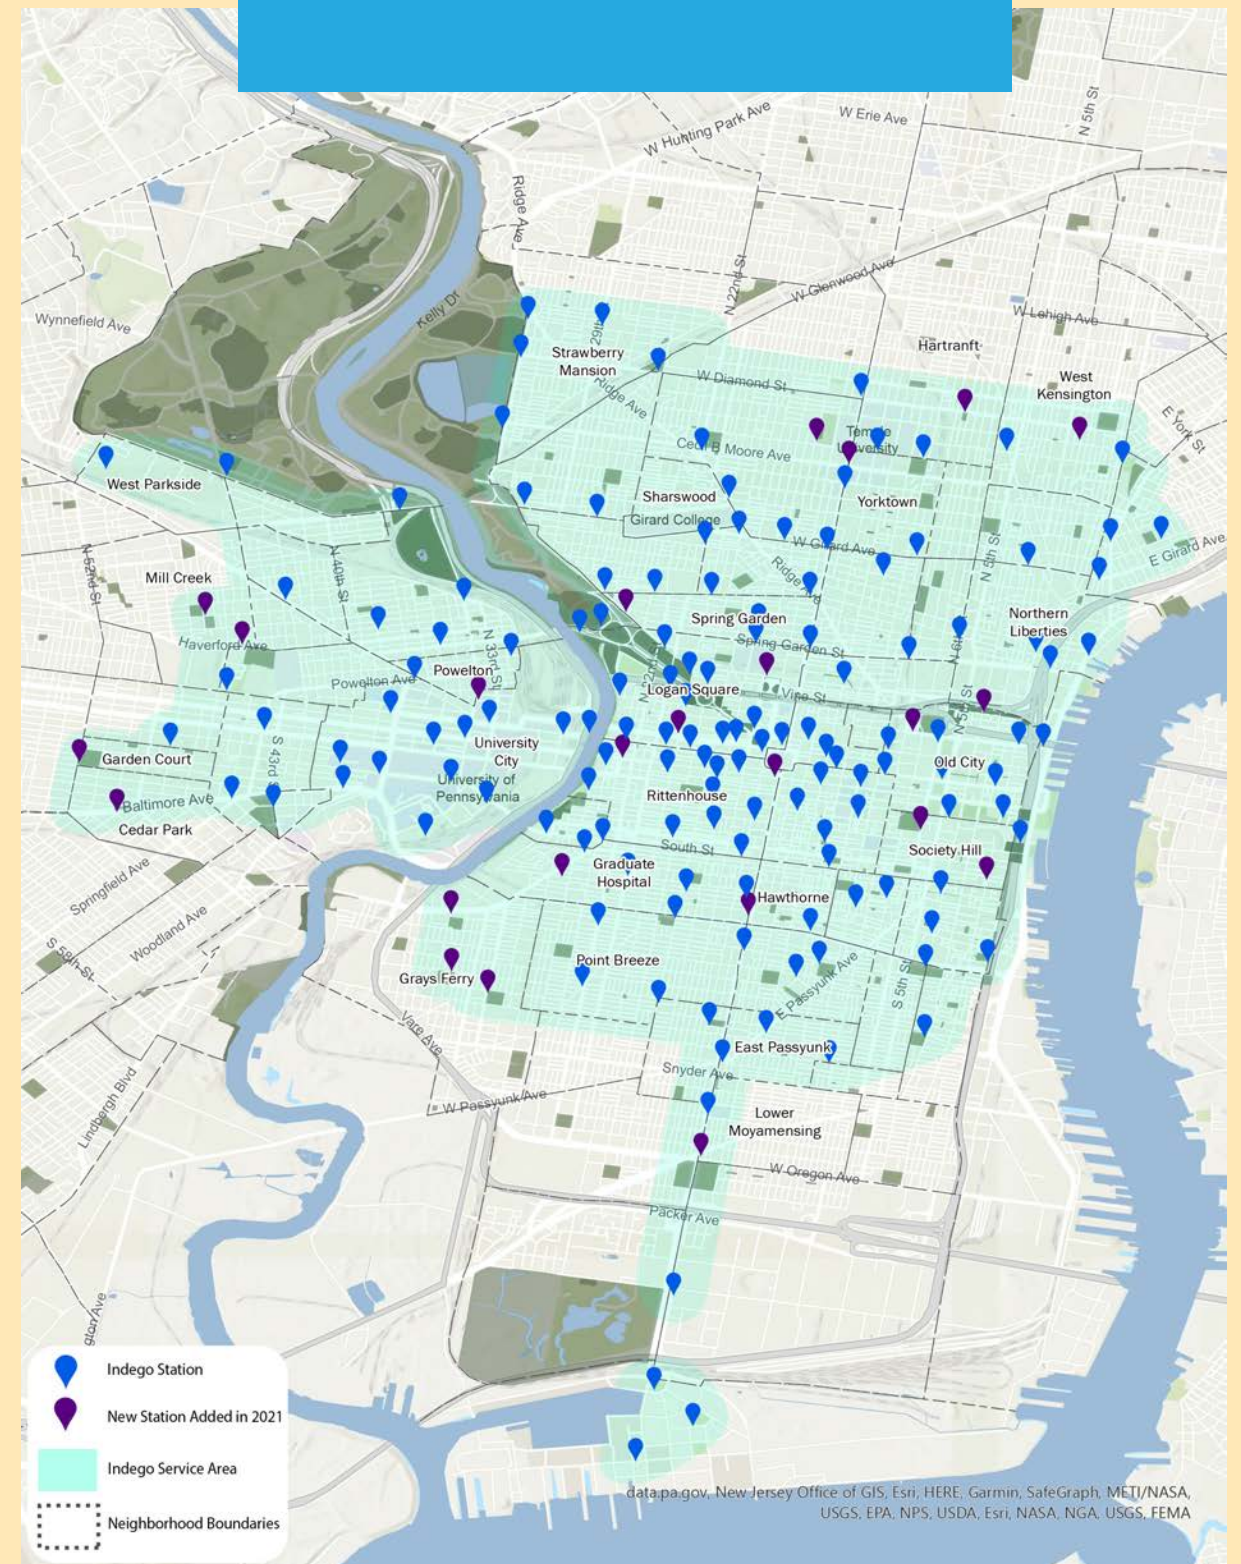 W Hunting Park Ave
W Erie Ave
N 5th St
Ridge Ave
N 22nd St
W Glenwood Ave
Kelly Dr
Wynnefield Ave
W Lehigh Ave
Hartranft
29th
Strawberry
Mansion
West
Kensington
W Diamond St
Ridge Ave
E York St
Temple
University
Cecil B Moore Ave
West Parkside
Sharswood
Yorktown
Girard College
W Girard Ave
N 5th St
E Girard Ave
N 52nd St
N 40th St
Mill Creek
Ridge Ave
Northern
Liberties
Spring Garden
Haverford Ave
N 33rd St
Spring Garden St
N 6th
Powelton
Powelton Ave
N 22nd St
Logan Square
Vine St
N 5th St
S 43rd
Garden Court
University
City
Old City
University of
Pennsylvania
Rittenhouse
Baltimore Ave
Cedar Park
South St
Society Hill
Graduate
Hospital
Springfield Ave
Hawthorne
Woodland Ave
S 58th St
Point Breeze
Grays Ferry
E Passyunk Ave
S 5th St
Vare Ave
East Passyunk
Snyder Ave
Lindbergh Blvd
W Passyunk Ave
Lower
Moyamensing
W Oregon Ave
Packer Ave
gton Ave
Indego Station
New Station Added in 2021
Indego Service Area
Neighborhood Boundaries
data.pa.gov, New Jersey Office of GIS, Esri, HERE, Garmin, SafeGraph, METI/NASA,
USGS, EPA, NPS, USDA, Esri, NASA, NGA, USGS, FEMA